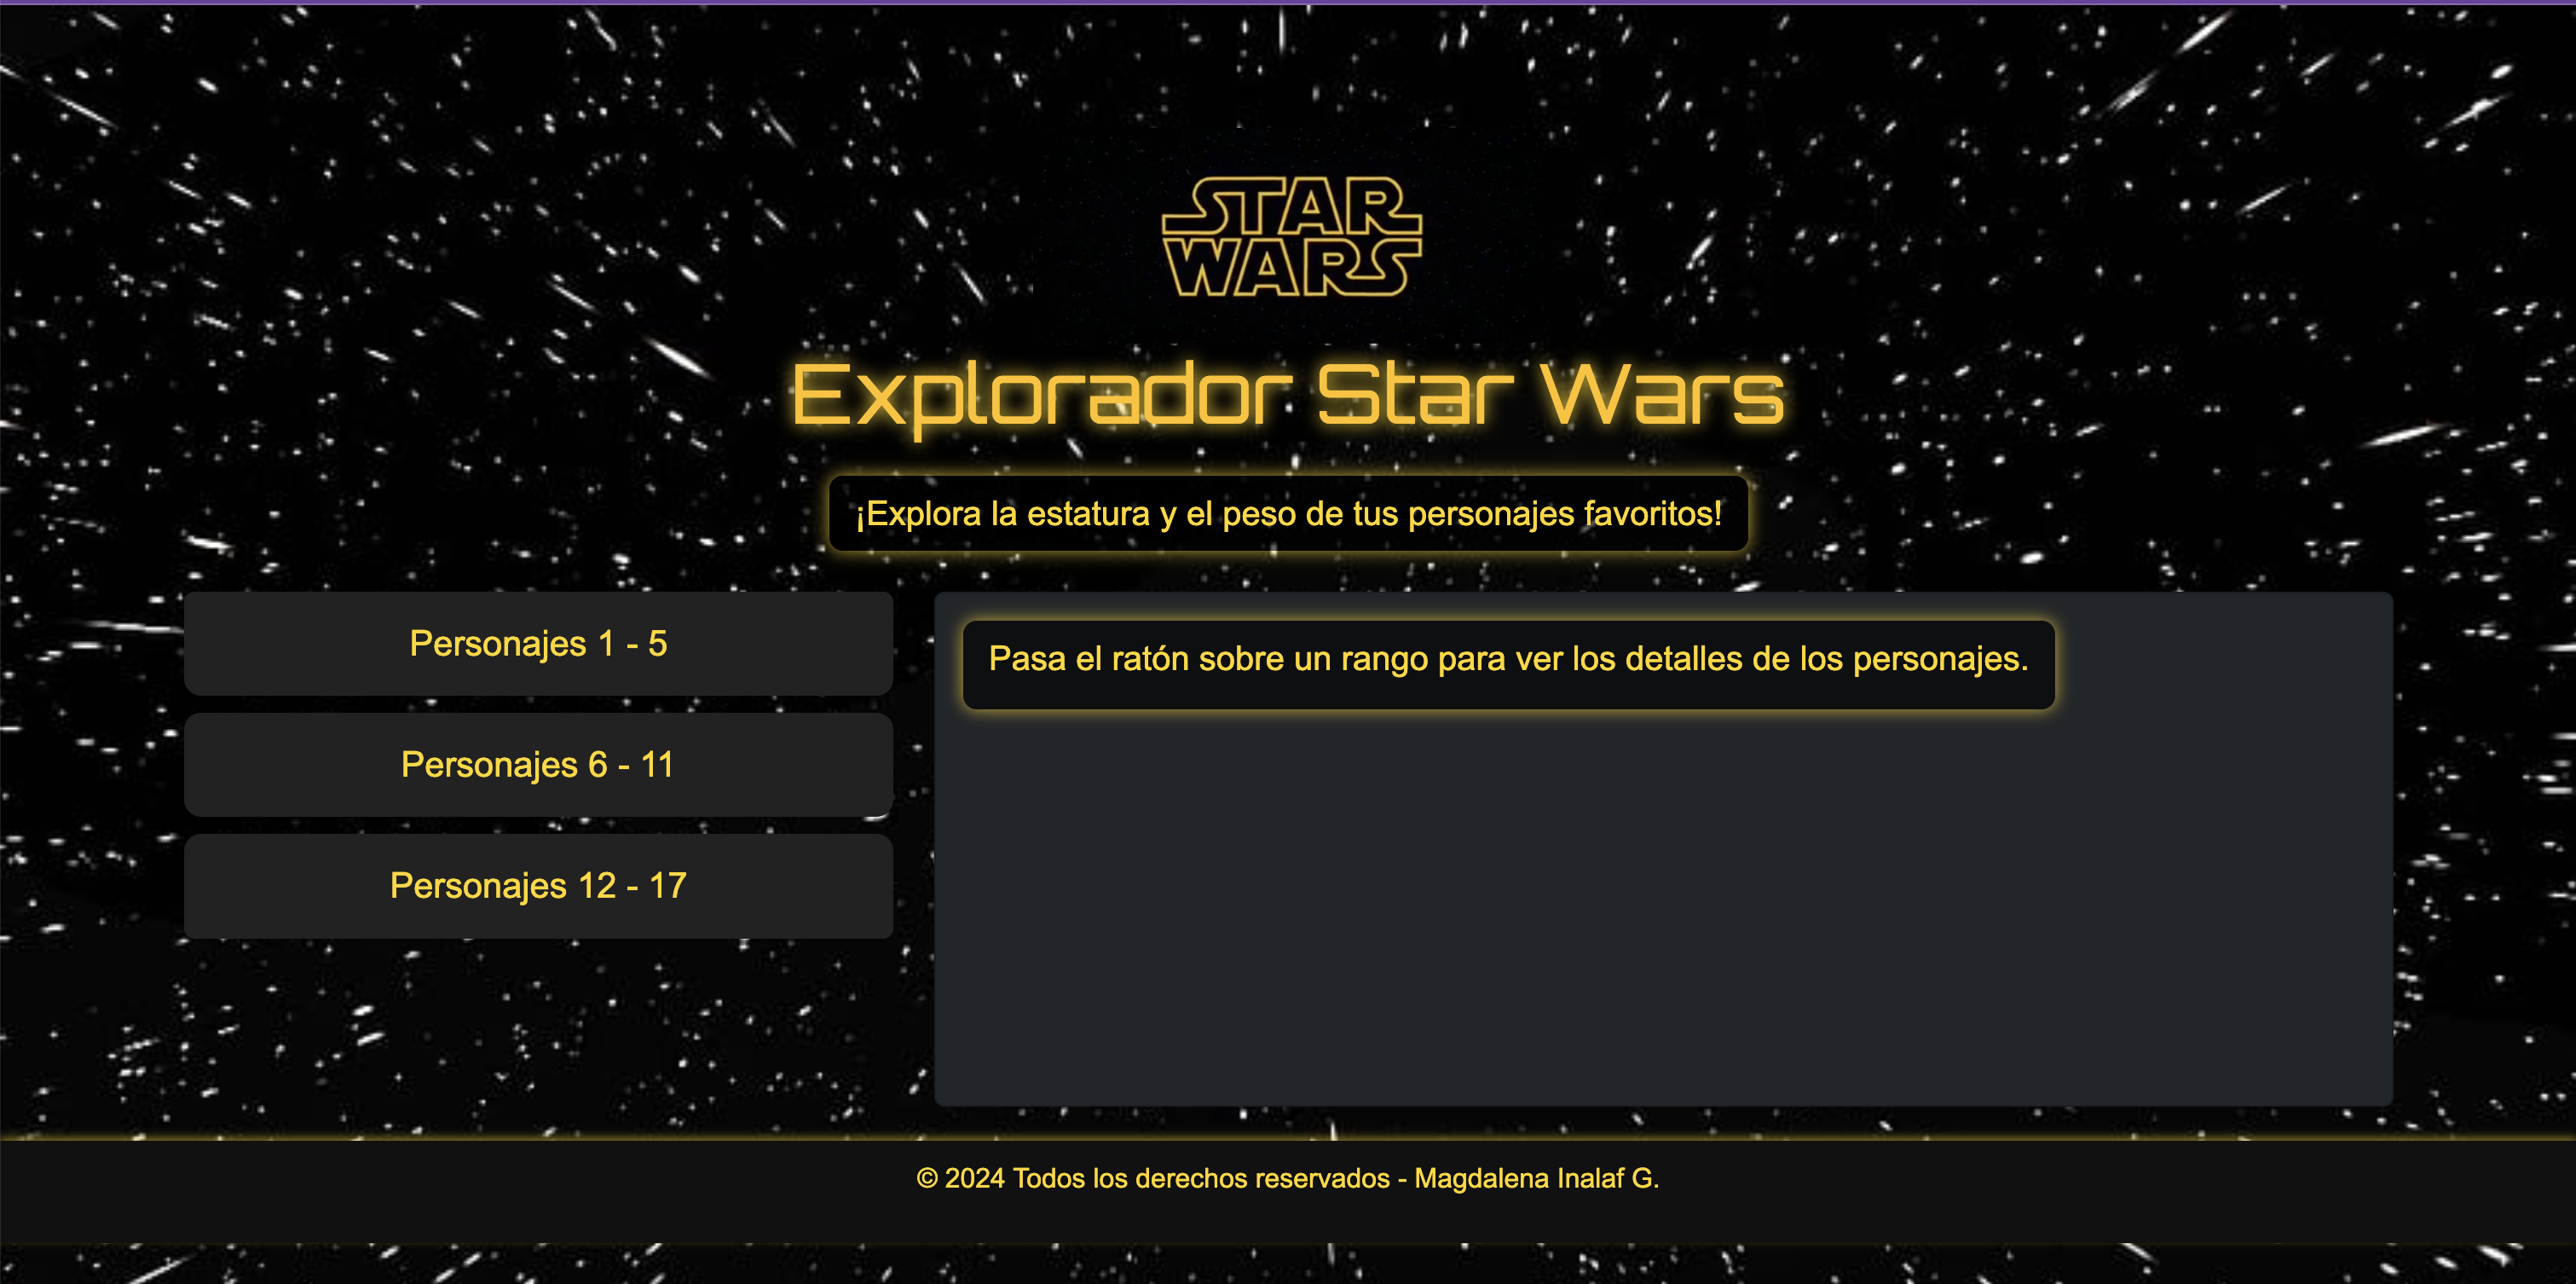 STAR
WARS
Explorador Star Wars
¡Explora la estatura y el peso de tus personajes favoritos!
Personajes 1 - 5
Personajes 6 - 11
Personajes 12 - 17
Pasa el ratón sobre un rango para ver los detalles de los personajes.
© 2024 Todos los derechos reservados - Magdalena Inalaf G.